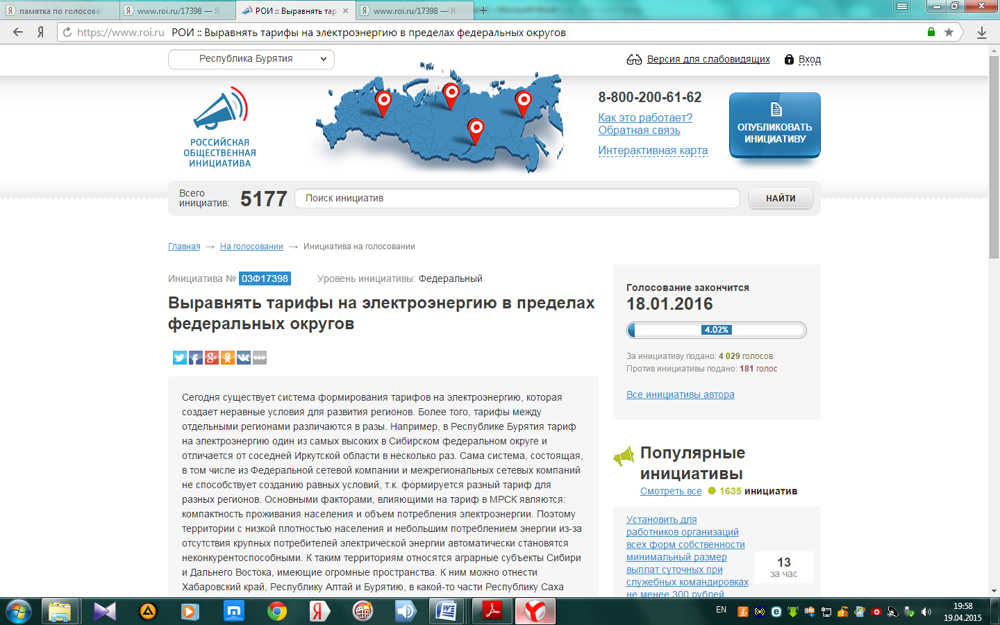 памятка по голосован
www.roi.ru/17398 — Я
РОИ :: Выравнять тар
www.roi.ru/17398 — Я
https://www.roi.ru РОИ :: Выравнять тарифы на электроэнергию в пределах федеральных округов
Республика Бурятия
Версия для слабовидящих
Вход
РОССИЙСКАЯ
ОБЩЕСТВЕННАЯ
ИНИЦИАТИВА
8-800-200-61-62
Как это работает?
Обратная связь
Интерактивная карта
ОПУБЛИКОВАТЬ
ИНИЦИАТИВУ
Всего
инициатив:
5177
Поиск инициатив
НАЙТИ
Главная → На голосовании → Инициатива на голосовании
Инициатива № 03Ф17398 Уровень инициативы: Федеральный
Выравнять тарифы на электроэнергию в пределах
федеральных округов
Сегодня существует система формирования тарифов на электроэнергию, которая
создает неравные условия для развития регионов. Более того, тарифы между
отдельными регионами различаются в разы. Например, в Республике Бурятия тариф
на электроэнергию один из самых высоких в Сибирском федеральном округе и
отличается от соседней Иркутской области в несколько раз. Сама система, состоящая,
в том числе из Федеральной сетевой компании и межрегиональных сетевых компаний
не способствует созданию равных условий, т.к. формируется разный тариф для
разных регионов. Основными факторами, влияющими на тариф в МРСК являются:
компактность проживания населения и объем потребления электроэнергии. Поэтому
территории с низкой плотностью населения и небольшим потреблением энергии из-за
отсутствия крупных потребителей электрической энергии автоматически становятся
неконкурентоспособными. К таким территориям относятся аграрные субъекты Сибири
и Дальнего Востока, имеющие огромные пространства. К ним можно отнести
Хабаровский край, Республику Алтай и Бурятию, в какой-то части Республику Саха
Голосование закончится
18.01.2016
4.02%
За инициативу подано: 4 029 голосов
Против инициативы подано: 181 голос
Все инициативы автора
Популярные
инициативы
Смотреть все 1635 инициатив
Установить для
работников организаций
всех форм собственности
минимальный размер
выплат суточных при
служебных командировках
не менее 300 рублей
13
за час
EN
19:58
19.04.2015